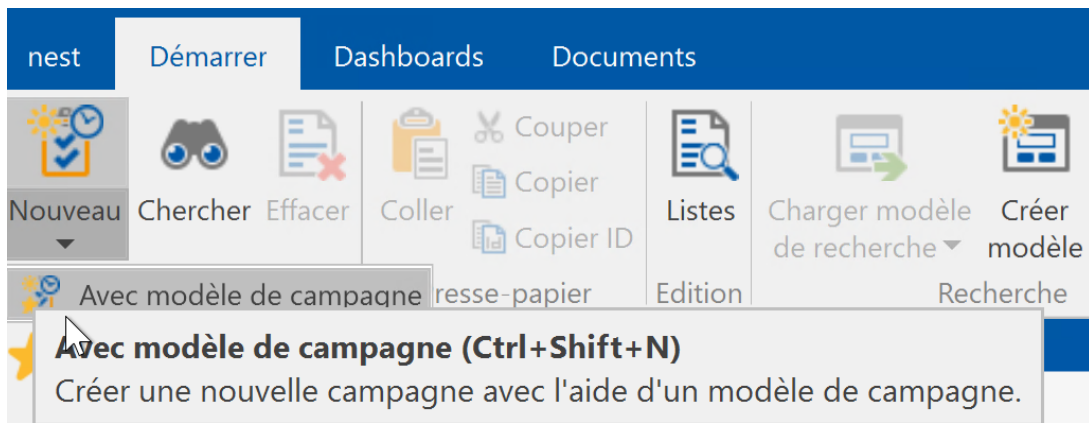 nest Démarrer Dashboards Documents
Couper
Copier
Nouveau Chercher Effacer Coller Listes Charger modèle Créer
Copier ID de recherche modèle
Avec modèle de campagne resse-papier Edition Recherche
Avec modèle de campagne (Ctrl+Shift+N)
Créer une nouvelle campagne avec l'aide d'un modèle de campagne.